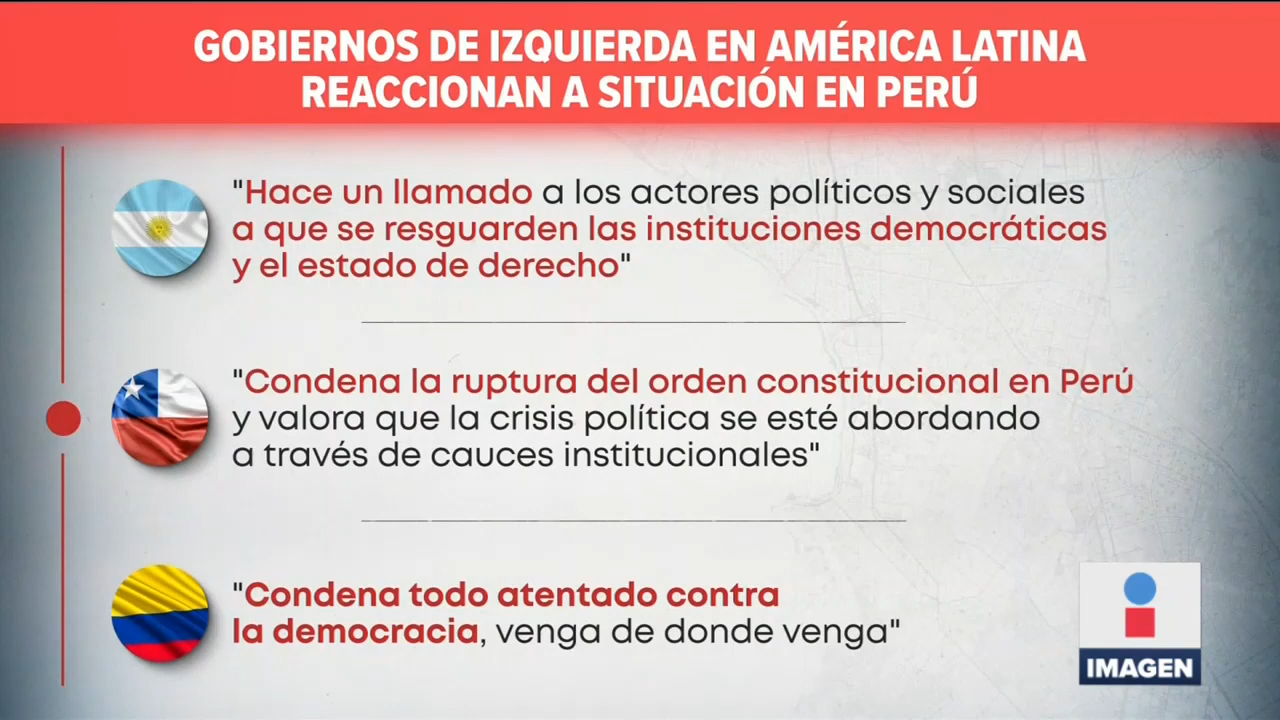 GOBIERNOS DE IZQUIERDA EN AMÉRICA LATINA
REACCIONAN A SITUACIÓN EN PERÚ
"Hace un llamado a los actores políticos y sociales
a que se resguarden las instituciones democráticas
y el estado de derecho"
"Condena la ruptura del orden constitucional en Perú
y valora que la crisis política se esté abordando
a través de cauces institucionales"
"Condena todo atentado contra
la democracia, venga de donde venga"
IMAGEN